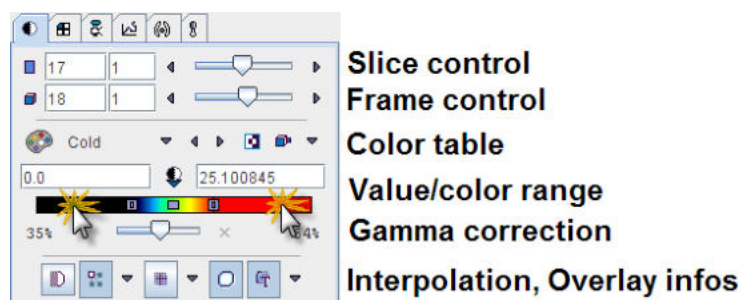 17 1 Slice control
18 1 Frame control
Cold Color table
0.0 25.100845
Value/color range
35% 64% Gamma correction
Interpolation, Overlay infos